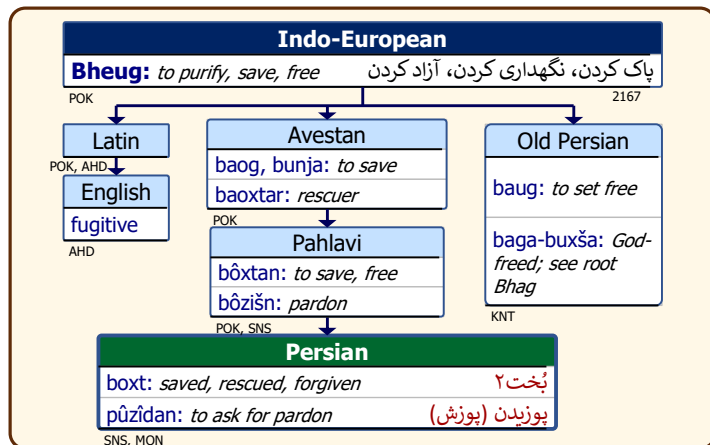 Indo-European
Bheug: to purify, save, free پاک کردن، نگهداری کردن، آزاد کردن
POK 2167
Latin
POK, AHD
English
fugitive
AHD
Avestan
baog, bunja: to save
baoxtar: rescuer
POK
Pahlavi
bôxtan: to save, free
bôzišn: pardon
POK, SNS
Old Persian
baug: to set free
baga-buxša: God-
freed; see root
Bhag
KNT
Persian
boxt: saved, rescued, forgiven بُخت۲
pûzîdan: to ask for pardon پوزیدن (پوزش)
SNS, MON